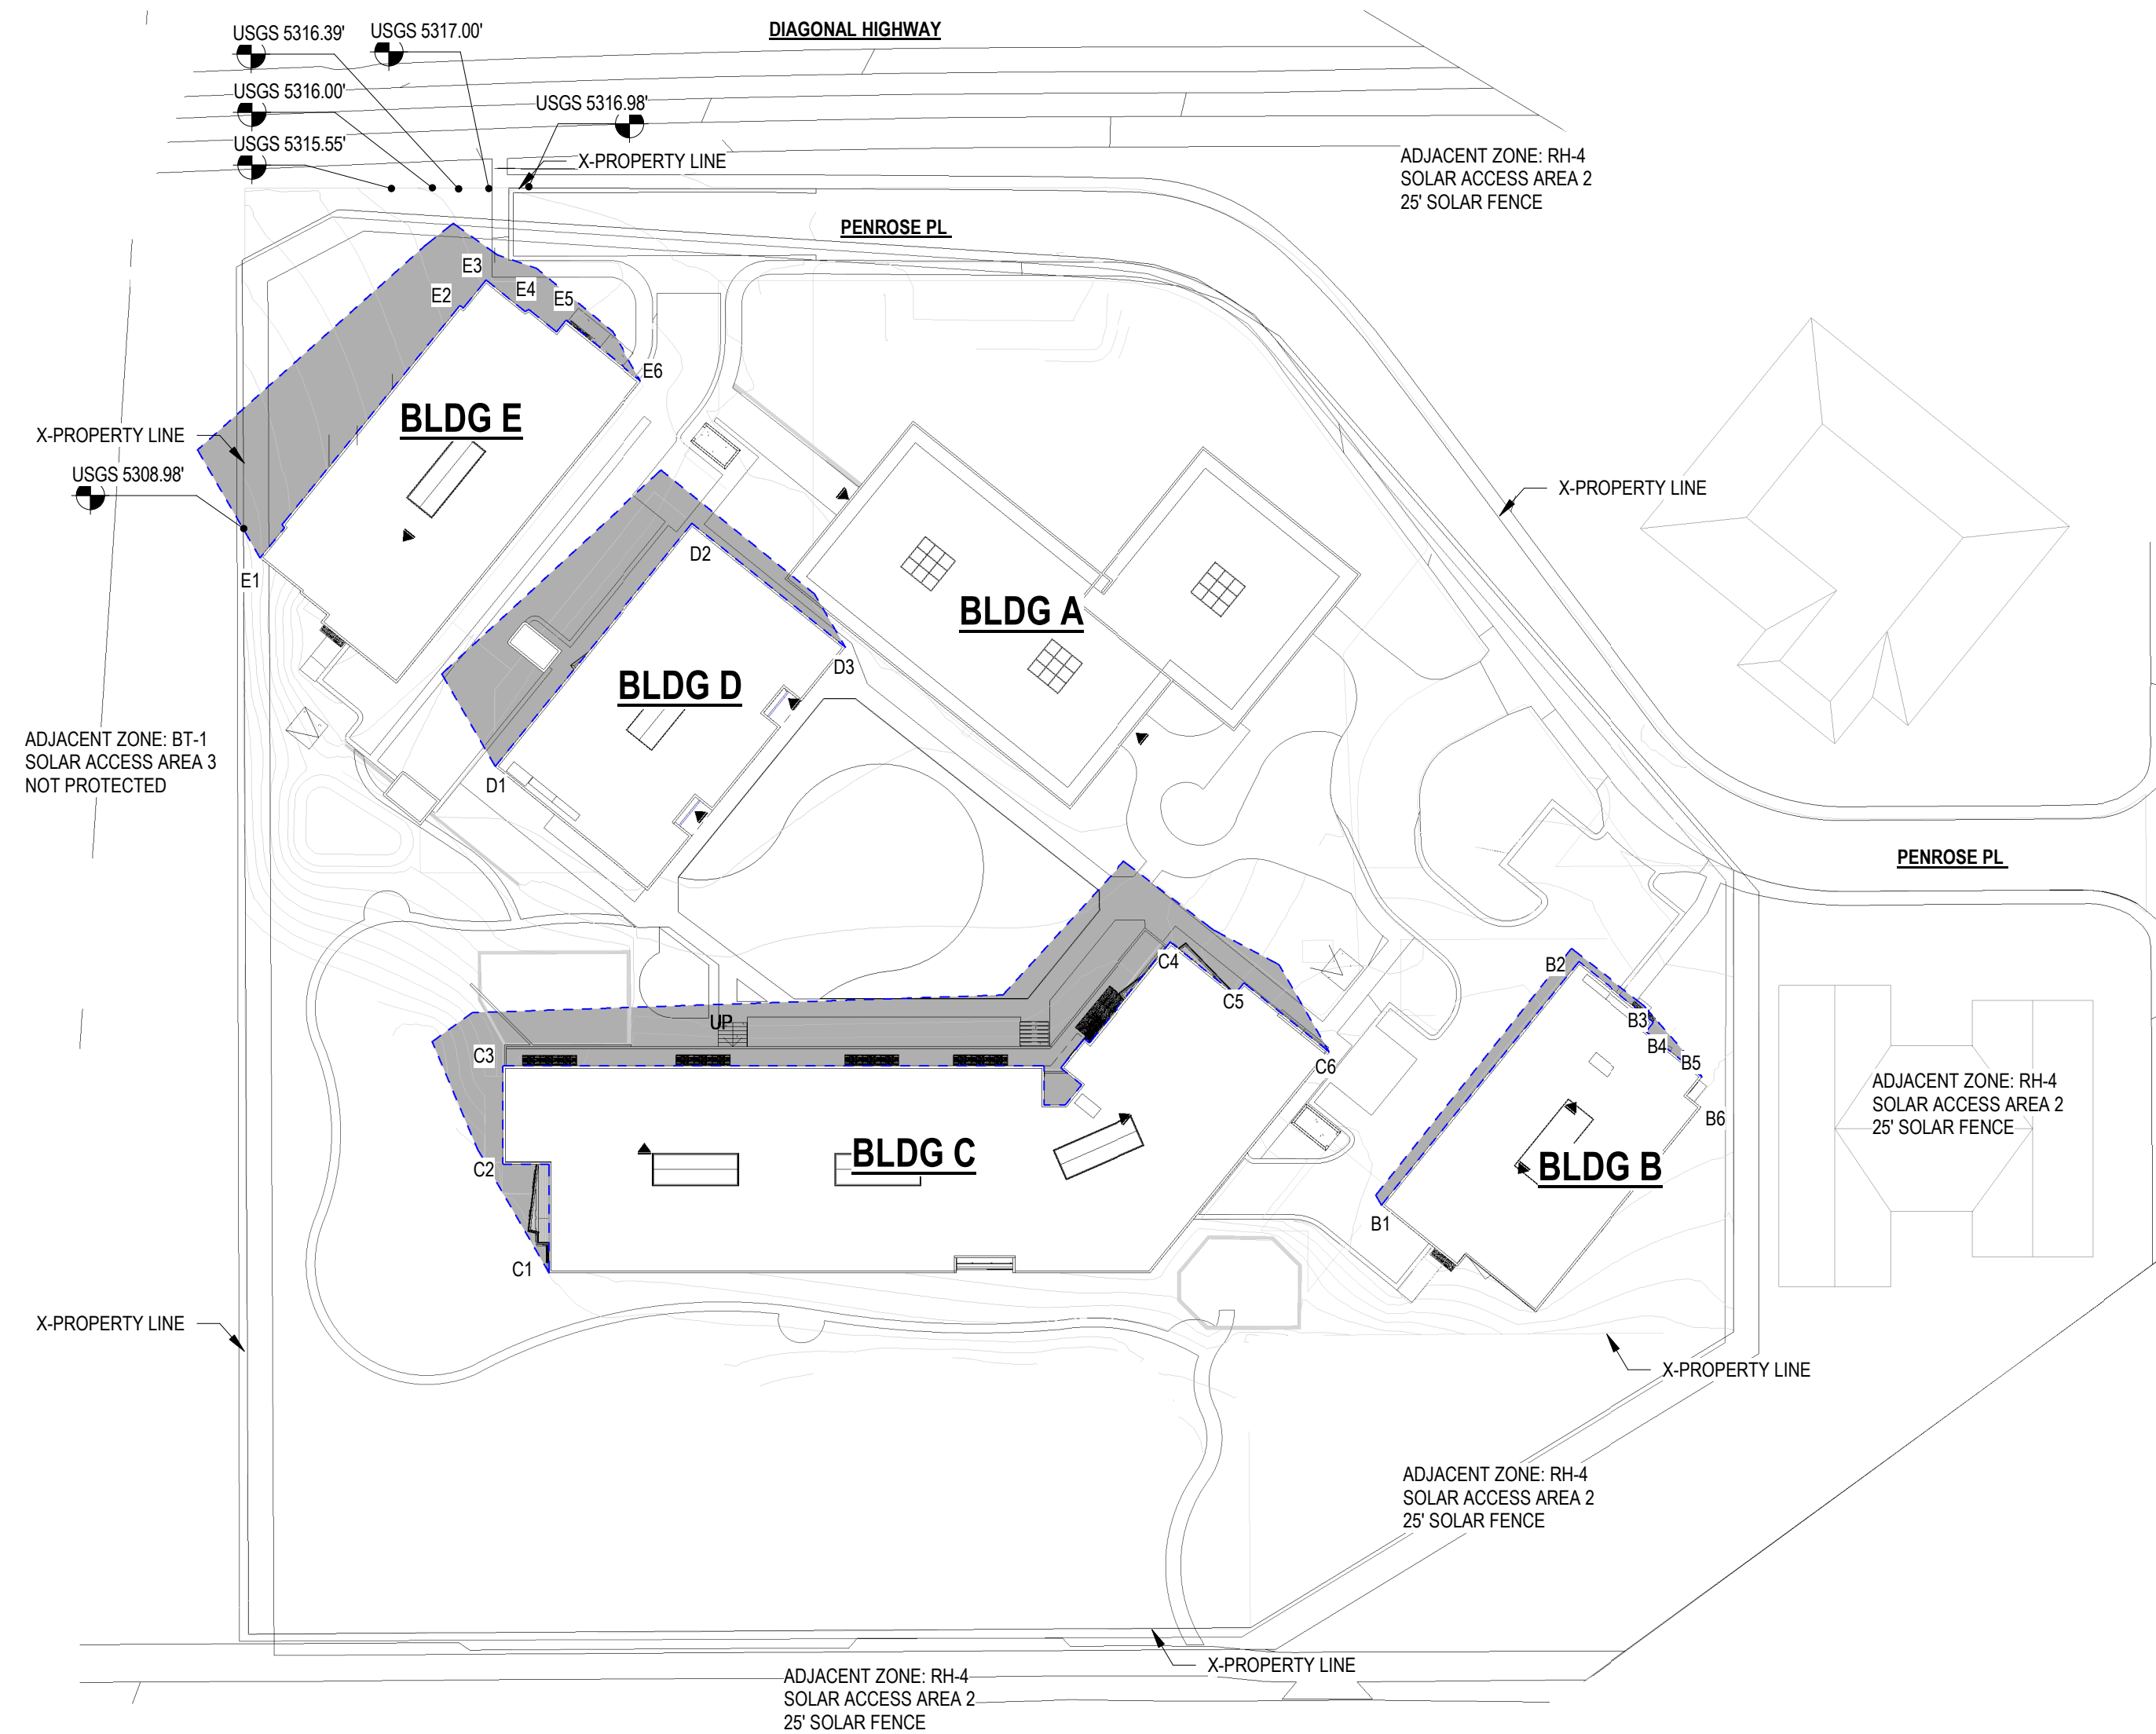 DIAGONAL HIGHWAY
USGS 5316.39'
USGS 5317.00'
USGS 5316.00'
USGS 5316.98'
USGS 5315.55'
X-PROPERTY LINE
ADJACENT ZONE: RH-4
SOLAR ACCESS AREA 2
25' SOLAR FENCE
PENROSE PL
E3
E2
E4
E5
E6
BLDG E
X-PROPERTY LINE
USGS 5308.98'
X-PROPERTY LINE
E1
D2
BLDG A
D3
BLDG D
D1
ADJACENT ZONE: BT-1
SOLAR ACCESS AREA 3
NOT PROTECTED
PENROSE PL
C4
B2
C5
UP
B3
C3
B4
C6
B5
ADJACENT ZONE: RH-4
SOLAR ACCESS AREA 2
25' SOLAR FENCE
B6
BLDG C
C2
BLDG B
B1
C1
X-PROPERTY LINE
X-PROPERTY LINE
ADJACENT ZONE: RH-4
SOLAR ACCESS AREA 2
25' SOLAR FENCE
X-PROPERTY LINE
ADJACENT ZONE: RH-4
SOLAR ACCESS AREA 2
25' SOLAR FENCE